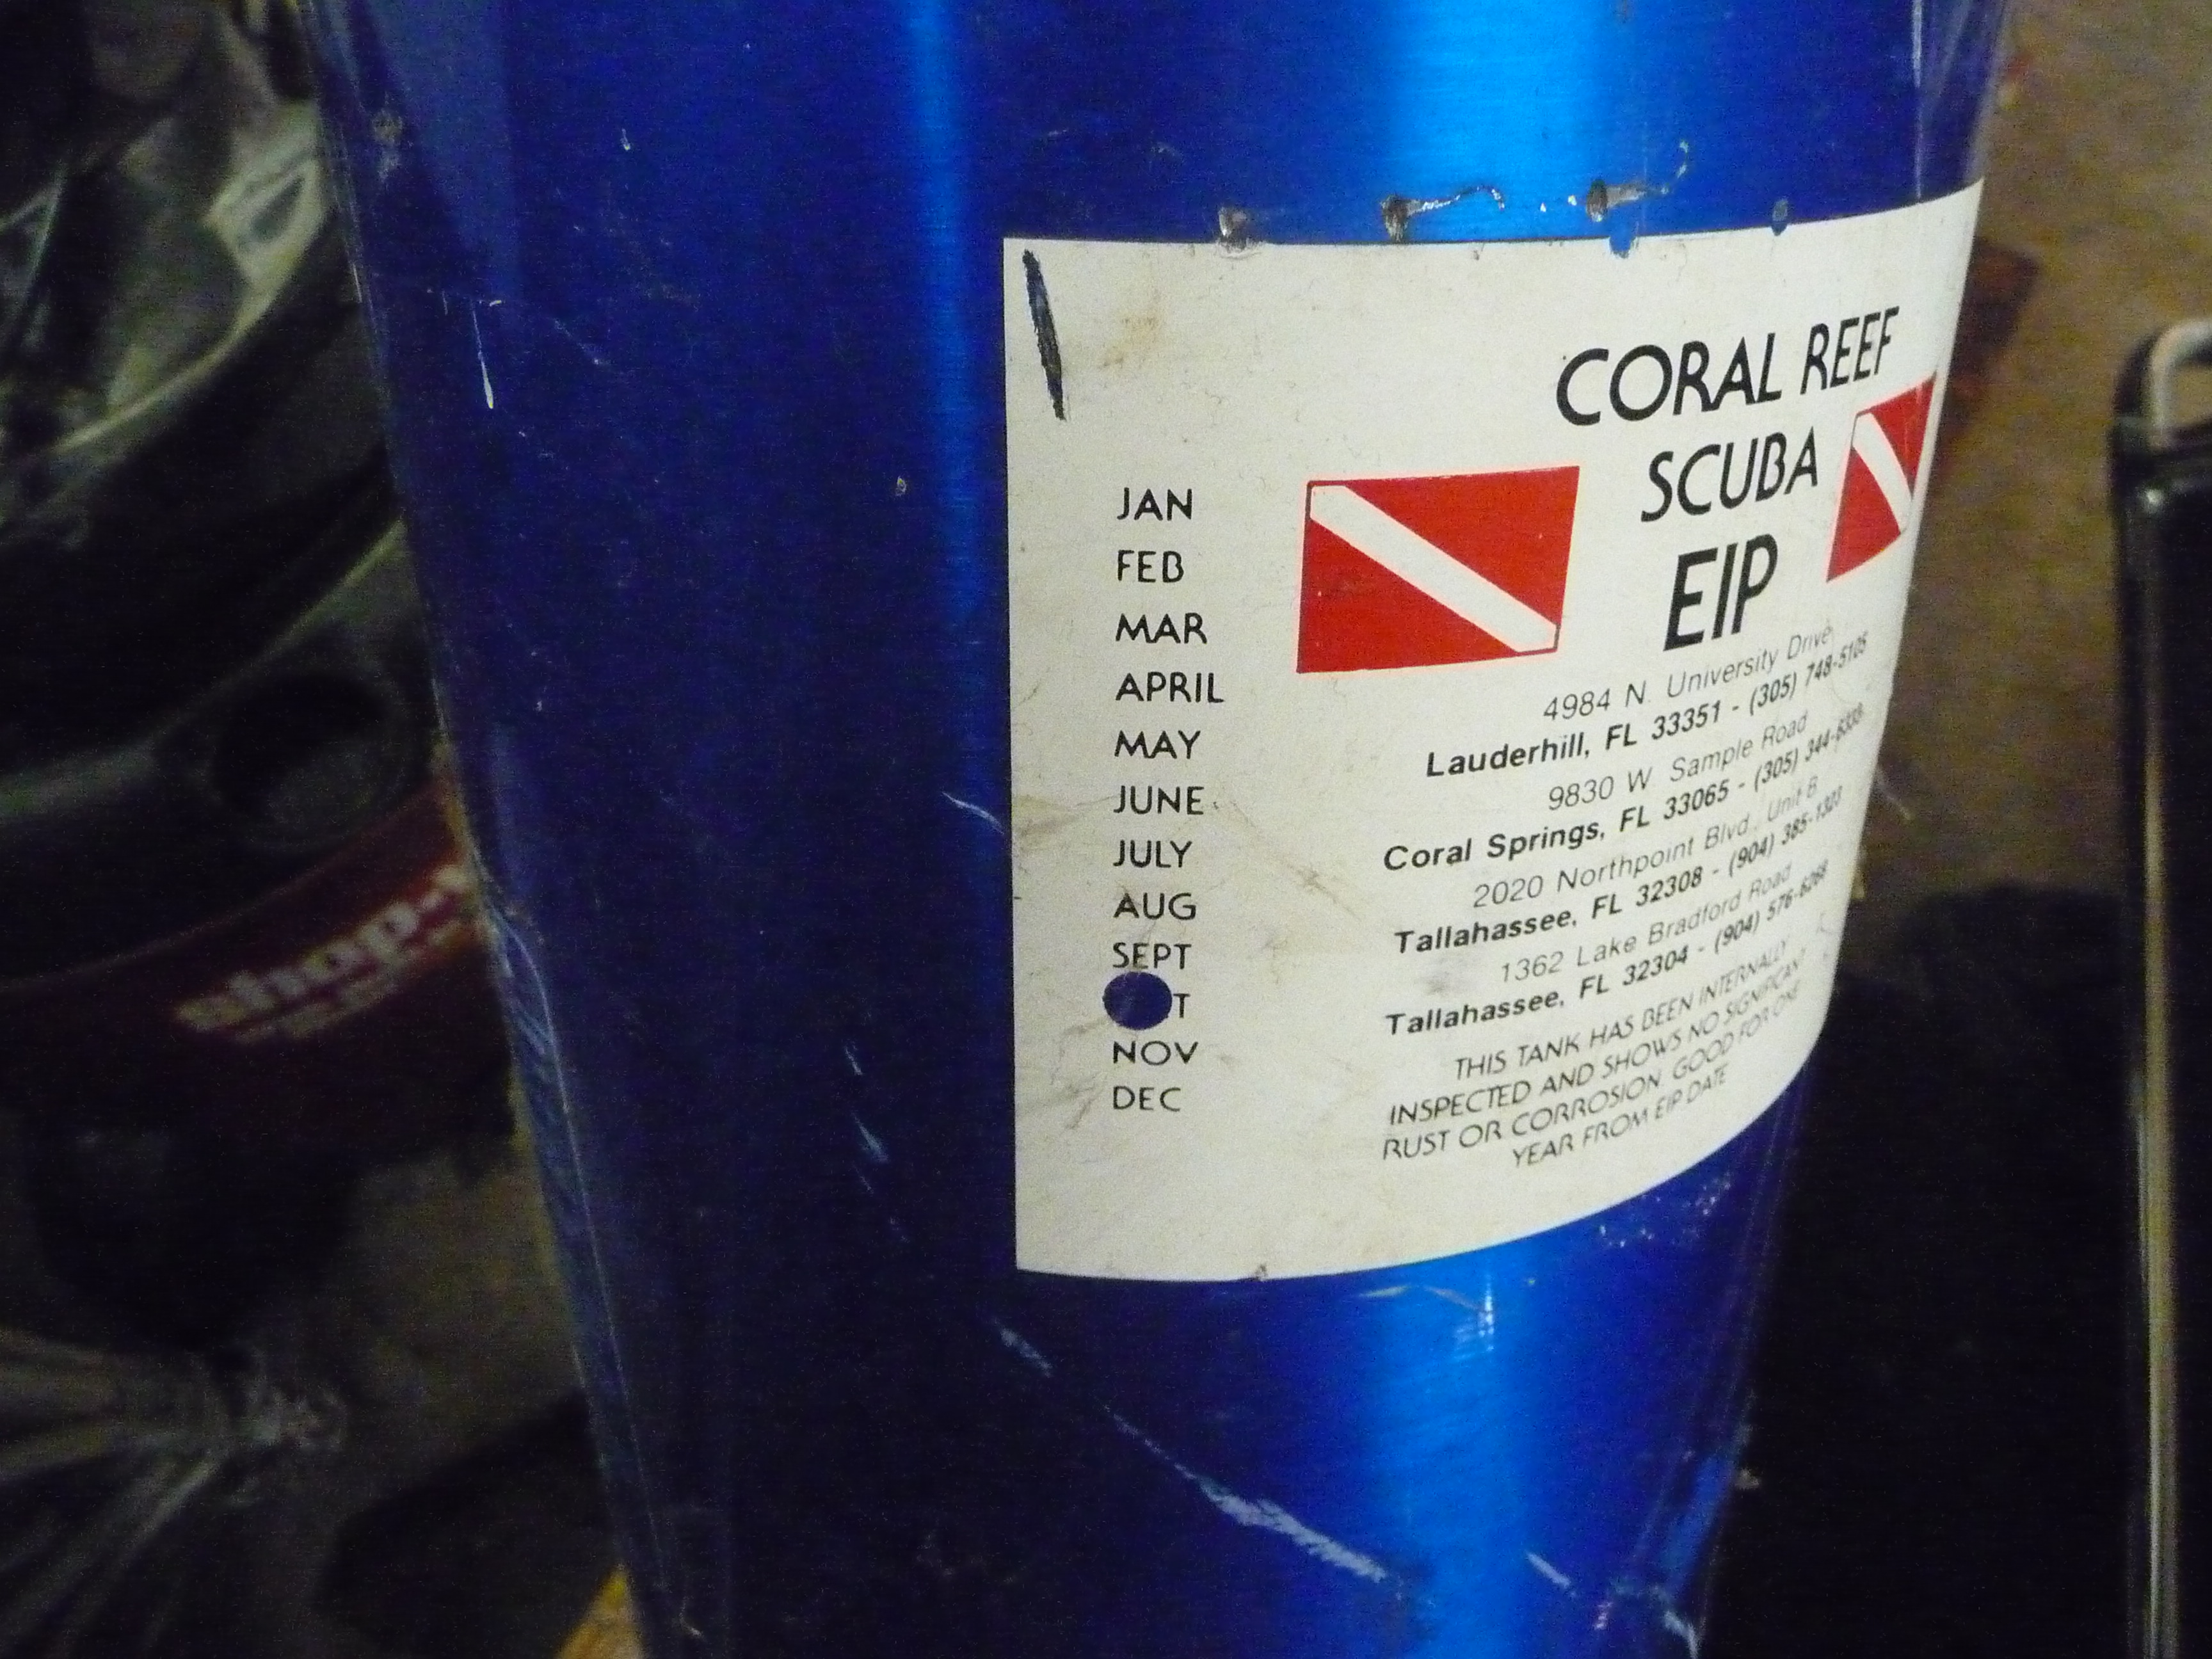 CORAL REEF
SCUBA
EIP
4984 N. University Drive
Lauderhill, FL 33351 - (305) 748-5105
9830 W. Sample Road
Coral Springs, FL 33065 - (305) 344-
2020 Northpoint Blvd. Unit B
Tallahassee, FL 32308 - (904) 385-1323
1362 Lake Bradford Road
Tallahassee, FL 32304 - (904) 576-6268
THIS TANK HAS BEEN INTERNALLY
INSPECTED AND SHOWS NO SIGNIFICANT
RUST OR CORROSION. GOOD FOR ONE
YEAR FROM EIP DATE
JAN
FEB
MAR
APRIL
MAY
JUNE
JULY
AUG
SEPT
T
NOV
DEC
shop-